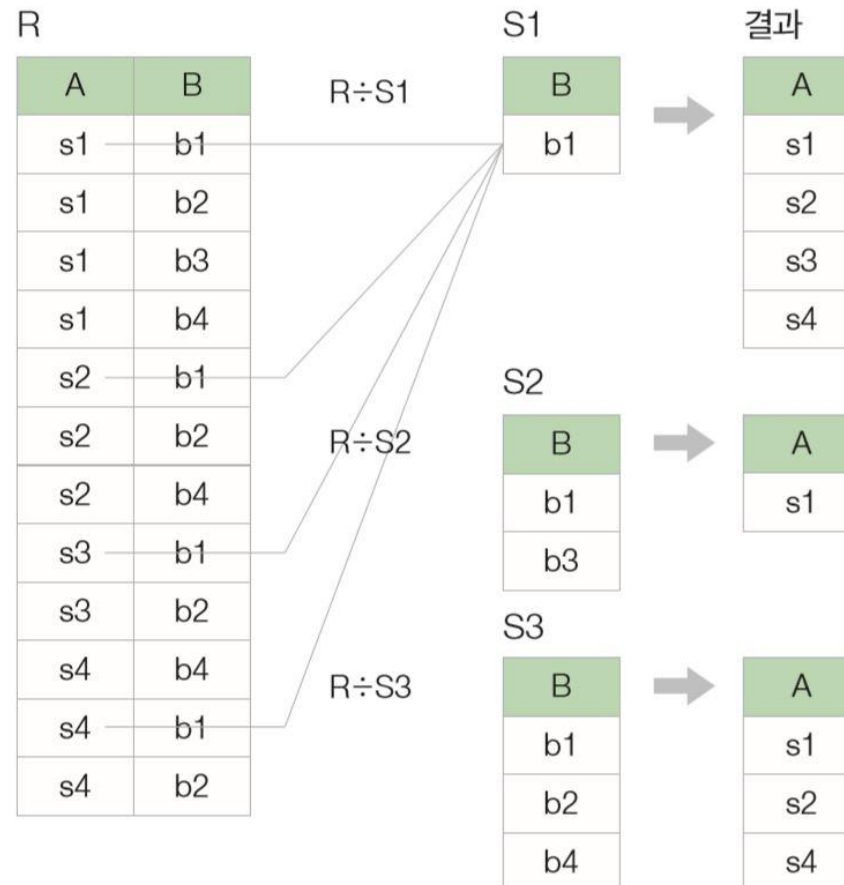 R
A B
s1 b1
s1 b2
s1 b3
s1 b4
s2 b1
s2 b2
s2 b4
s3 b1
s3 b2
s4 b4
s4 b1
s4 b2
R÷S1
R÷S2
R÷S3
S1
B
b1
결과
A
s1
s2
s3
s4
S2
B
b1
b3
A
s1
S3
B
b1
b2
b4
A
s1
s2
s4